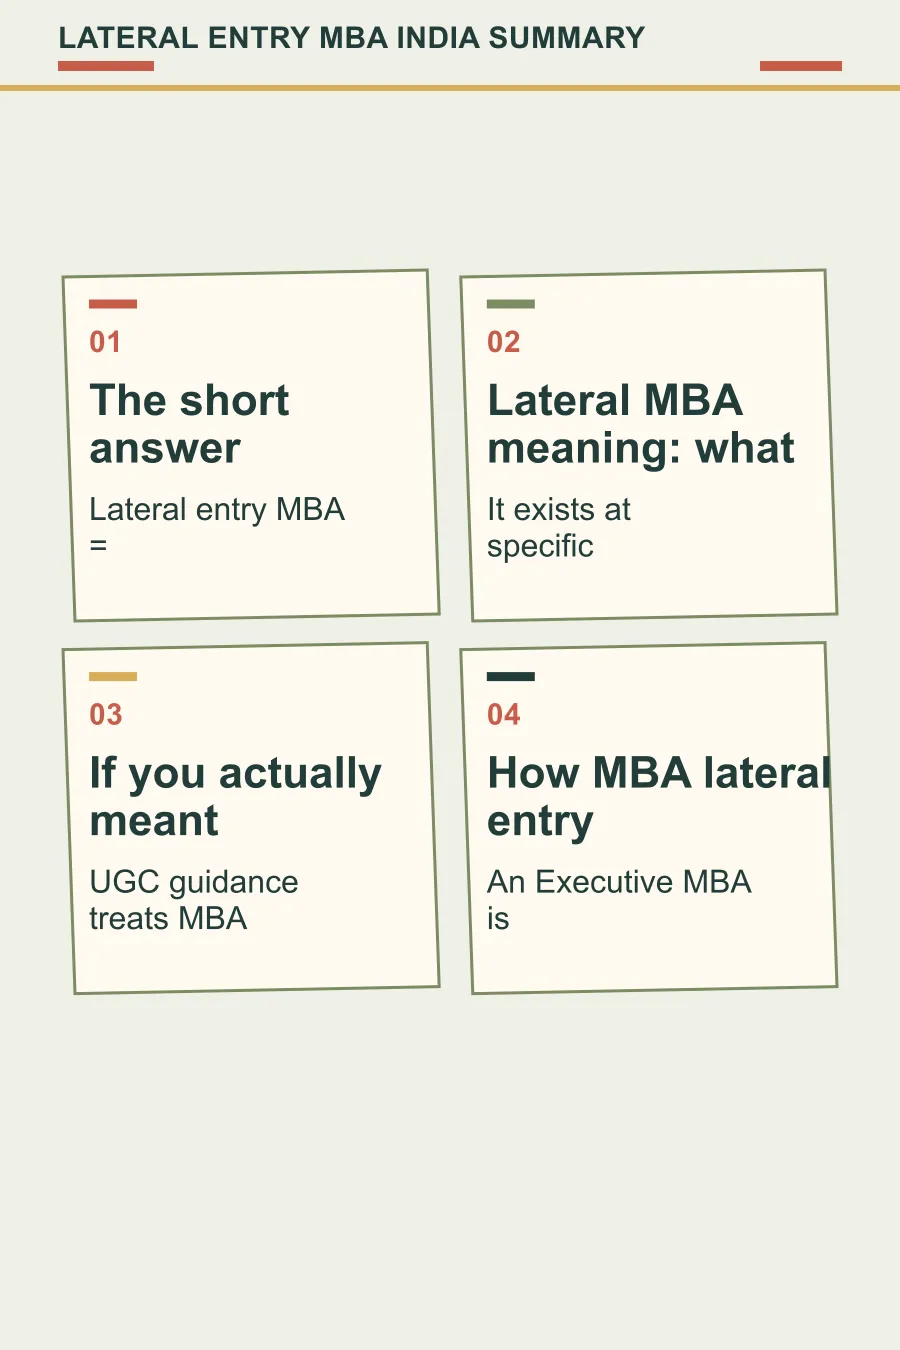 LATERAL ENTRY MBA INDIA SUMMARY
01
The short
answer
Lateral entry MBA
=
02
Lateral MBA
meaning: what
It exists at
specific
03
If you actually
meant
UGC guidance
treats MBA
04
How MBA lateral
entry
An Executive MBA
is